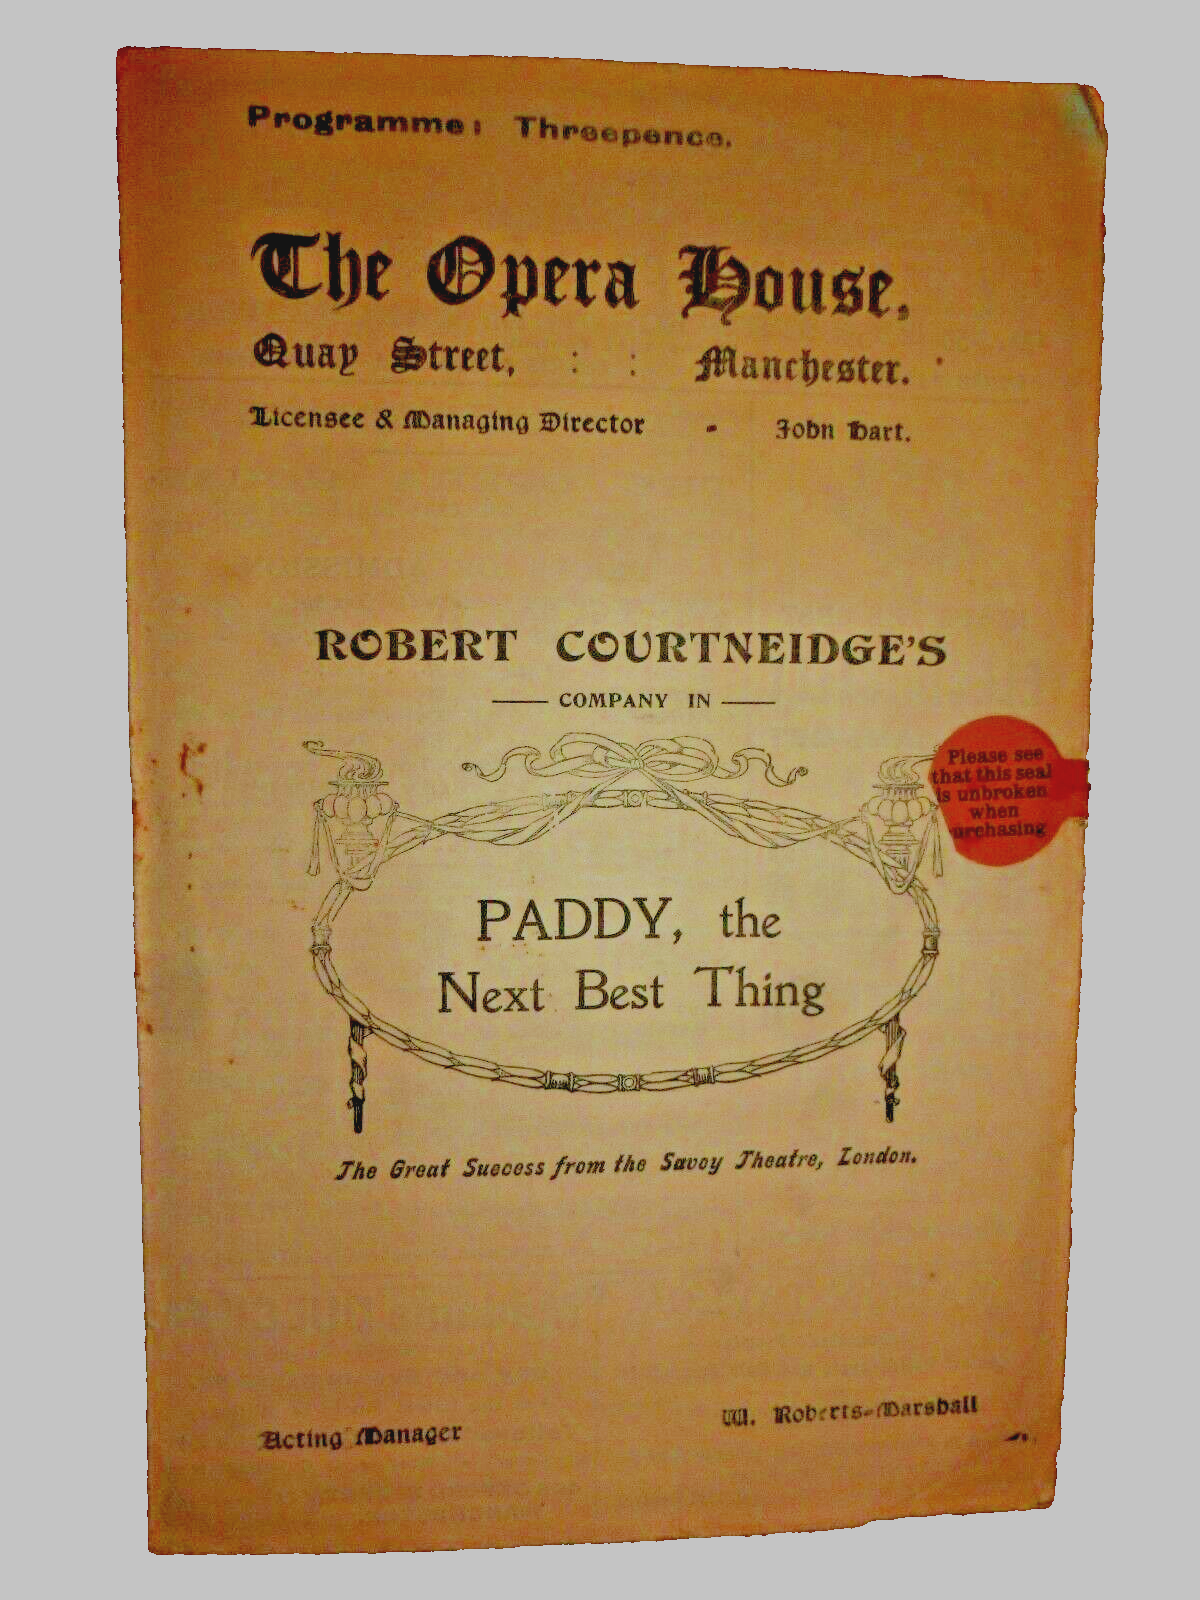 Programme: Threepence.
The Opera House,
Quay Street, : : Manchester.
Licensee & Managing Director - John Hart.
ROBERT COURTNEIDGE'S
COMPANY IN
Please see
that this seal
is unbroken
when
purchasing
PADDY, the
Next Best Thing
The Great Success from the Savoy Theatre, London.
Acting Manager W. Roberts-Marshall